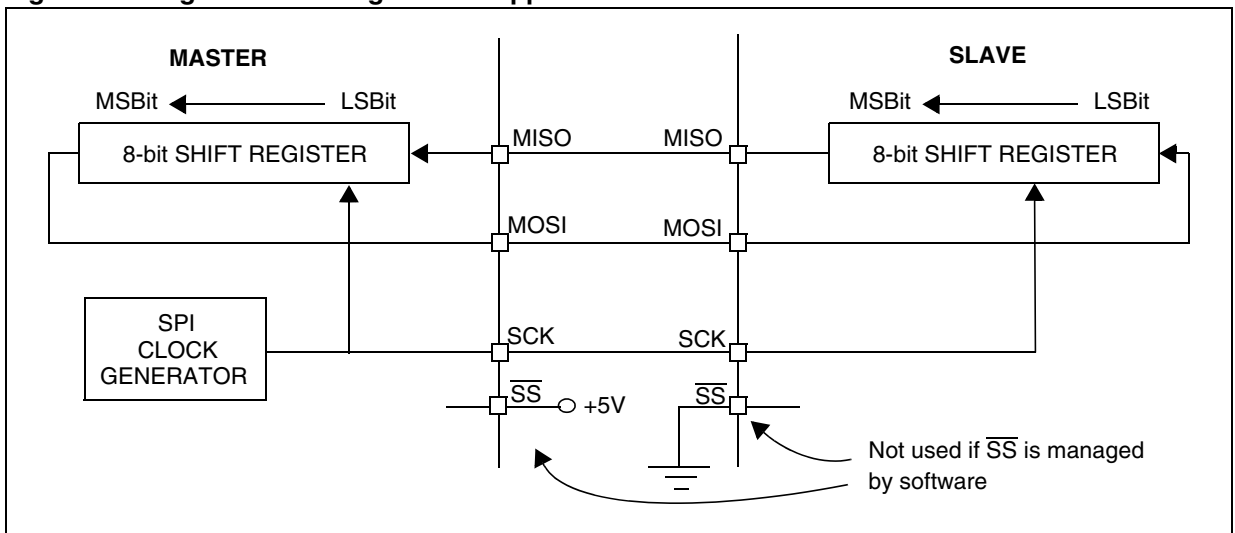 MASTER
SLAVE
MSBit
LSBit
MSBit
LSBit
8-bit SHIFT REGISTER
MISO
MISO
8-bit SHIFT REGISTER
MOSI
MOSI
SPI
CLOCK
GENERATOR
SCK
SCK
SS
+5V
SS
Not used if SS is managed
by software